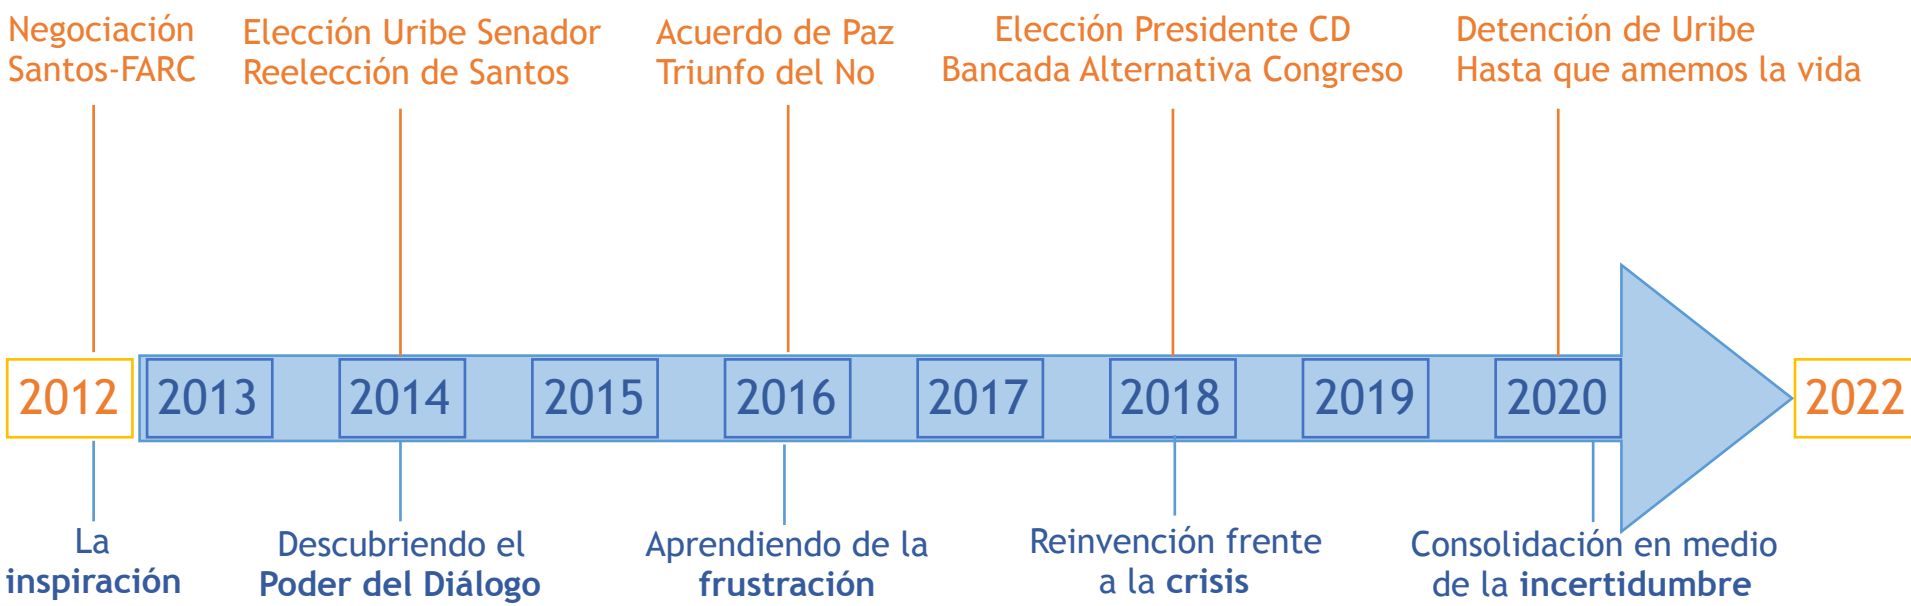 Negociación
Santos-FARC
Elección Uribe Senador
Reelección de Santos
Acuerdo de Paz
Triunfo del No
Elección Presidente CD
Bancada Alternativa Congreso
Detención de Uribe
Hasta que amemos la vida
2012
2013
2014
2015
2016
2017
2018
2019
2020
2022
La
inspiración
Descubriendo el
Poder del Diálogo
Aprendiendo de la
frustración
Reinvención frente
a la crisis
Consolidación en medio
de la incertidumbre